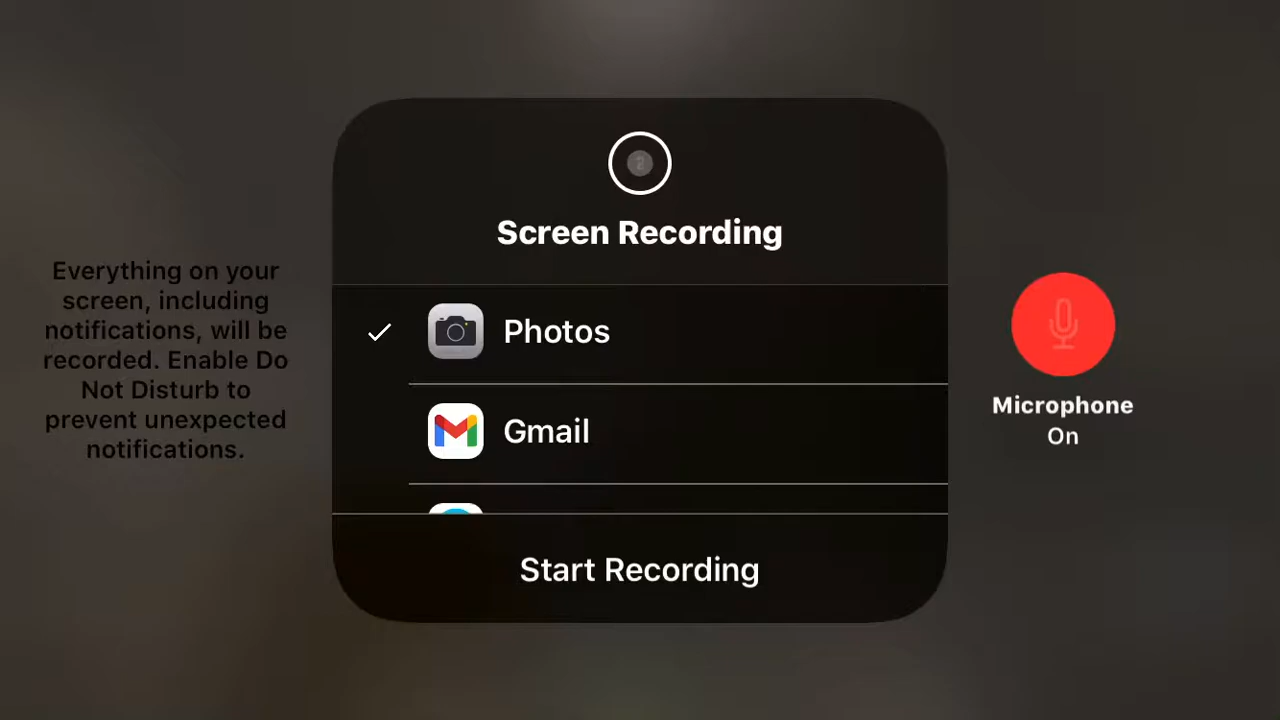 Screen Recording
Everything on your
screen, including
notifications, will be
recorded. Enable Do
Not Disturb to
prevent unexpected
notifications.
Photos
Gmail
Start Recording
Microphone
On